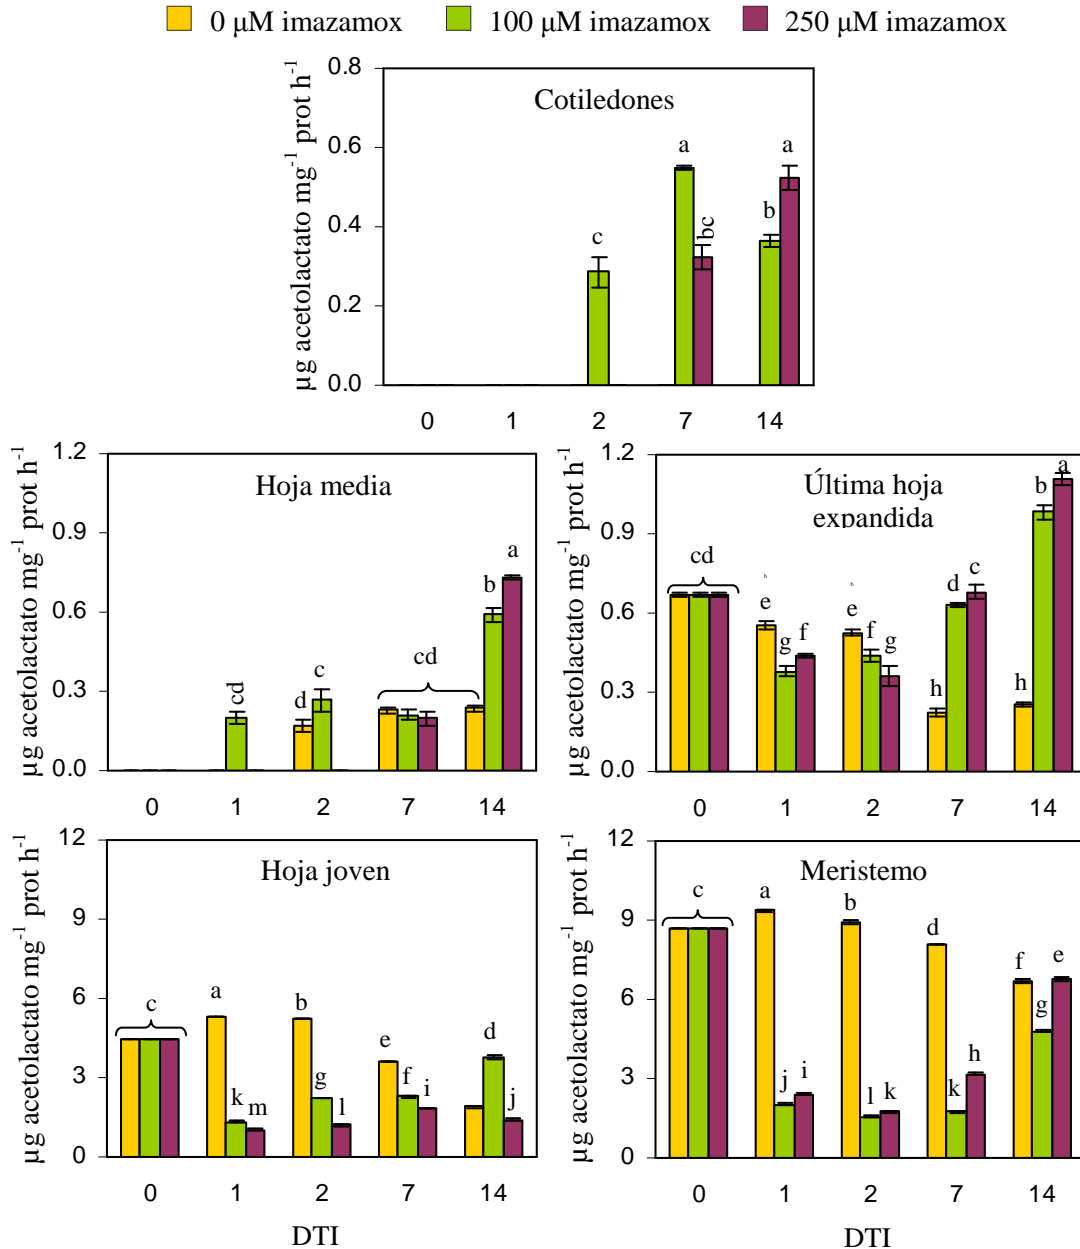 0 µM imazamox 100 µM imazamox 250 µM imazamox
Cotiledones
µg acetolactato mg⁻¹ prot h⁻¹
0.8
0.6
0.4
0.2
0.0
c
a
bc
b
a
0 1 2 7 14
Hoja media
µg acetolactato mg⁻¹ prot h⁻¹
1.2
0.9
0.6
0.3
0.0
cd
d
c
cd
b
a
0 1 2 7 14
Última hoja
expandida
µg acetolactato mg⁻¹ prot h⁻¹
1.2
0.9
0.6
0.3
0.0
cd
b
e
g
f
b
e
f
g
h
d
c
h
b
a
0 1 2 7 14
Hoja joven
µg acetolactato mg⁻¹ prot h⁻¹
12
9
6
3
0
c
a
k
m
b
g
l
e
f
i
d
j
0 1 2 7 14
DTI
Meristemo
µg acetolactato mg⁻¹ prot h⁻¹
12
9
6
3
0
c
a
j
i
b
l
k
d
k
h
f
g
e
0 1 2 7 14
DTI